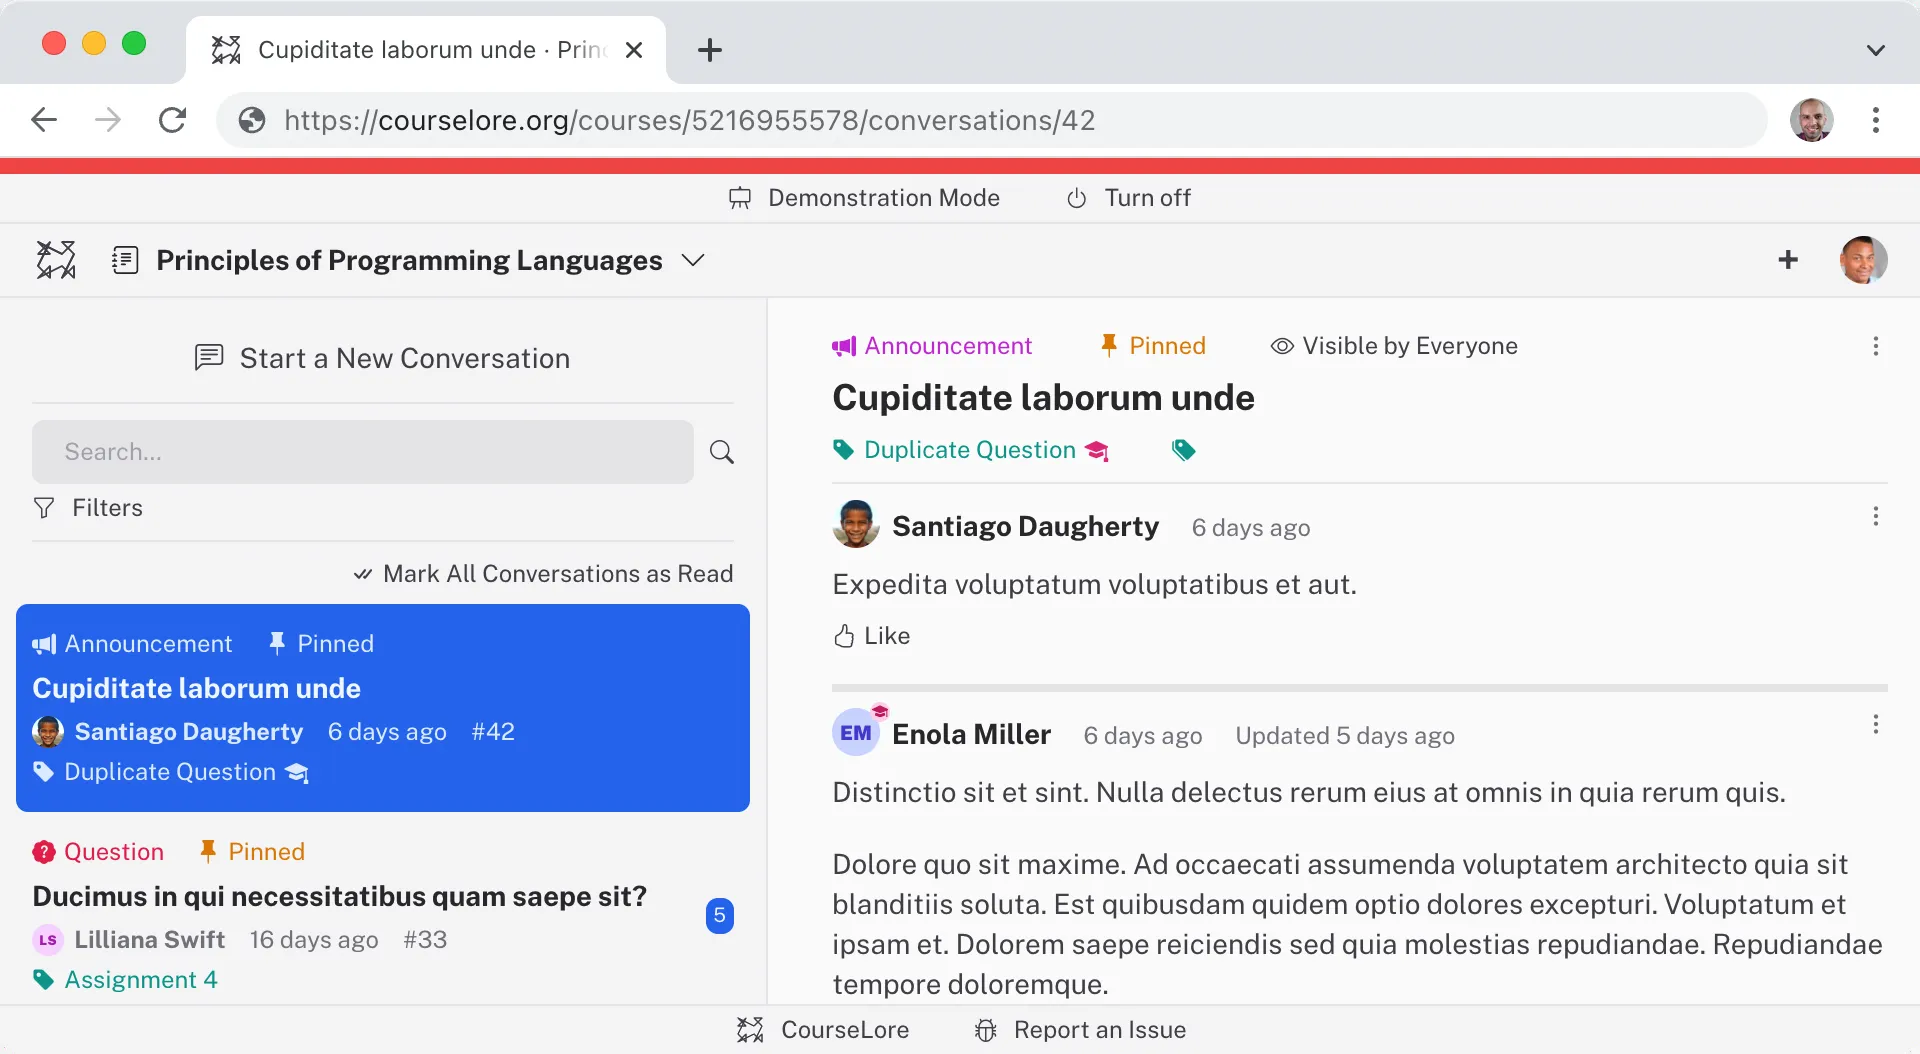 Cupiditate laborum unde · Princ
https://courselore.org/courses/5216955578/conversations/42
Demonstration Mode Turn off
Principles of Programming Languages
Start a New Conversation
Search...
Filters
Mark All Conversations as Read
Announcement Pinned
Cupiditate laborum unde
Santiago Daugherty 6 days ago #42
Duplicate Question
Question Pinned
Ducimus in qui necessitatibus quam saepe sit?
5
LS Lilliana Swift 16 days ago #33
Assignment 4
Announcement Pinned Visible by Everyone
Cupiditate laborum unde
Duplicate Question
Santiago Daugherty 6 days ago
Expedita voluptatum voluptatibus et aut.
Like
EM Enola Miller 6 days ago Updated 5 days ago
Distinctio sit et sint. Nulla delectus rerum eius at omnis in quia rerum quis.
Dolore quo sit maxime. Ad occaecati assumenda voluptatem architecto quia sit
blanditiis soluta. Est quibusdam quidem optio dolores excepturi. Voluptatum et
ipsam et. Dolorem saepe reiciendis sed quia molestias repudiandae. Repudiandae
tempore doloremque.
CourseLore Report an Issue